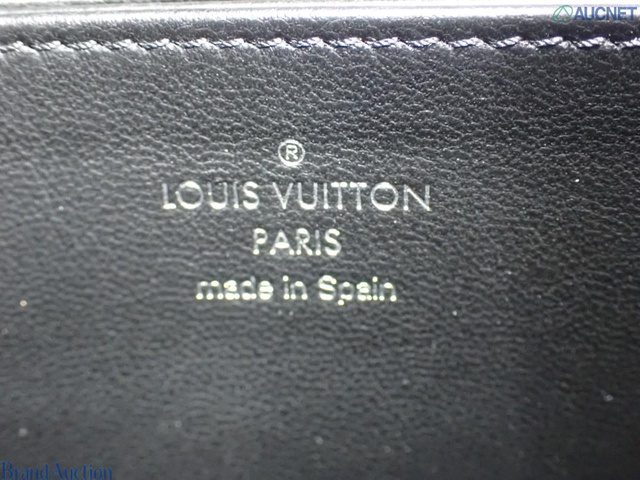 AUCNET
®
LOUIS VUITTON
PARIS
made in Spain
Brand Auction